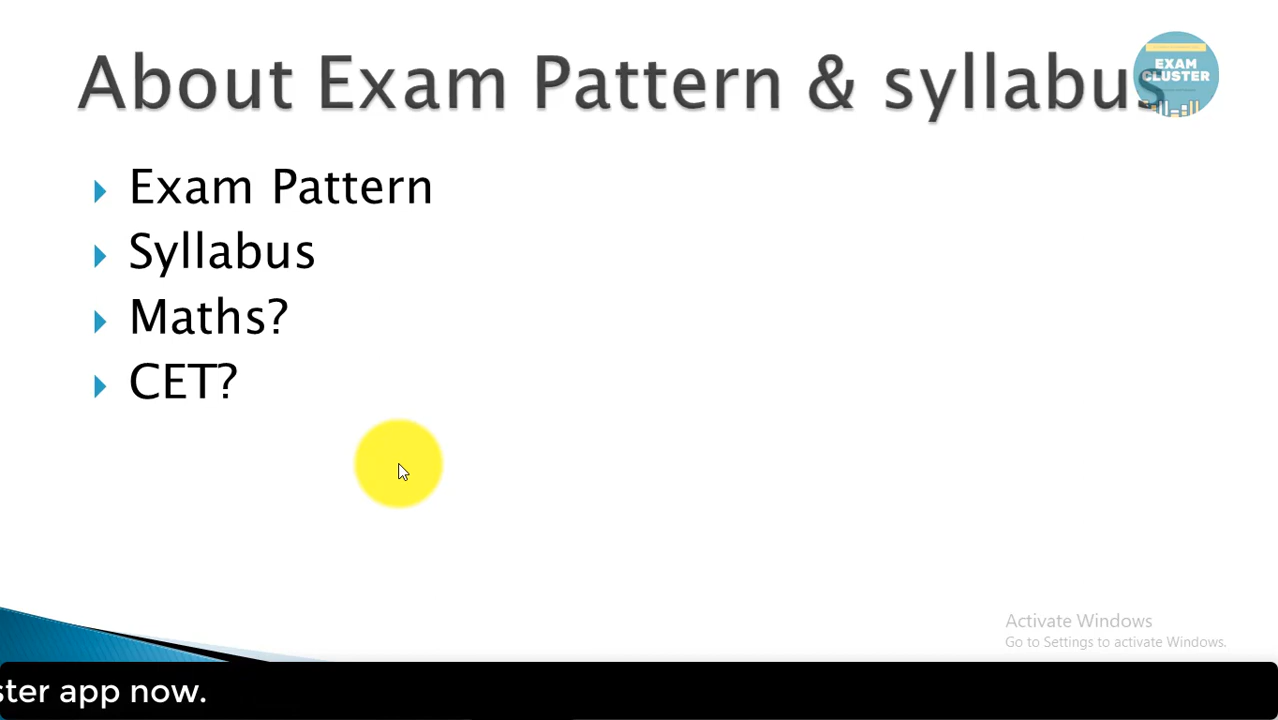 About Exam Pattern & syllabus
EXAM
CLUSTER
Exam Pattern
Syllabus
Maths?
CET?
Activate Windows
Go to Settings to activate Windows.
ster app now.